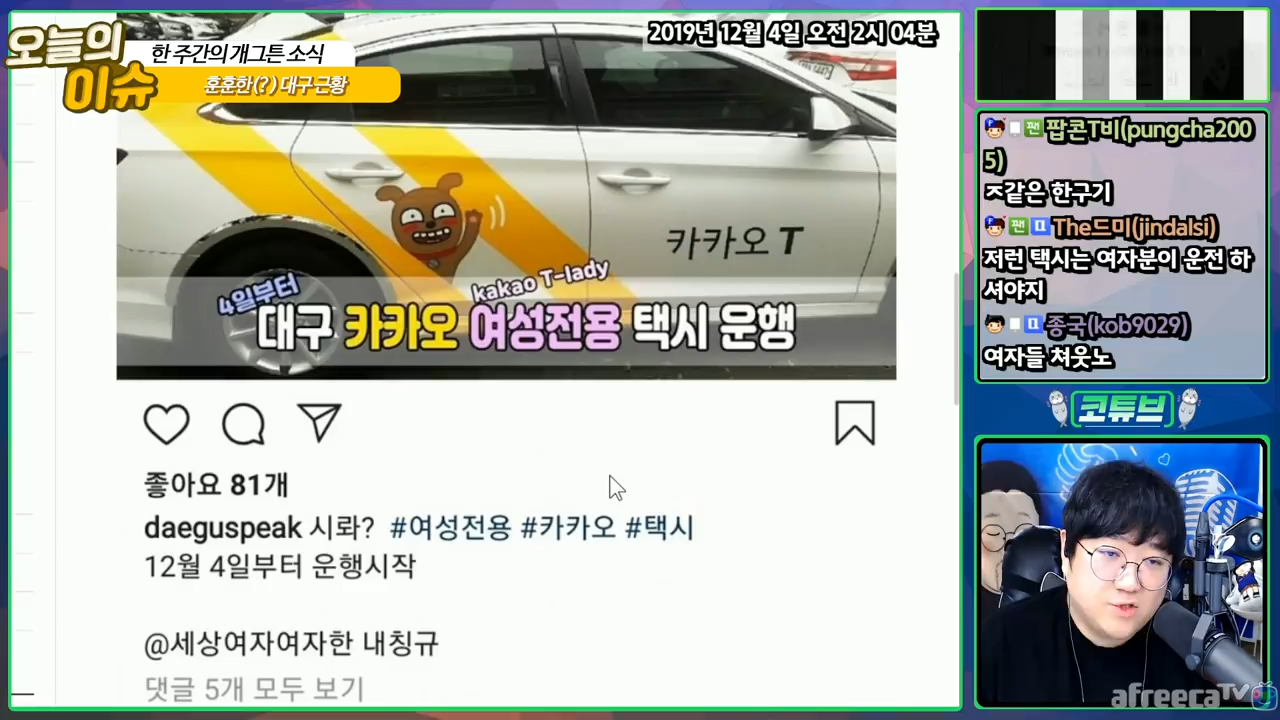 오늘의
이슈
한 주간의 개그튼 소식
훈훈한(?) 대구근황
2019년 12월 4일 오전 2시 04분
카카오 T
4일부터
kakao T-lady
대구 카카오 여성전용 택시 운행
좋아요 81개
daeguspeak 시롸? #여성전용 #카카오 #택시
12월 4일부터 운행시작
@세상여자여자한 내칭규
댓글 5개 모두 보기
팬 팝콘T비(pungcha200
5)
ㅈ같은 한구기
팬 The드미(jindalsi)
저런 택시는 여자분이 운전 하
셔야지
종국(kob9029)
여자들 쳐웃노
코튜브
afreecaTV